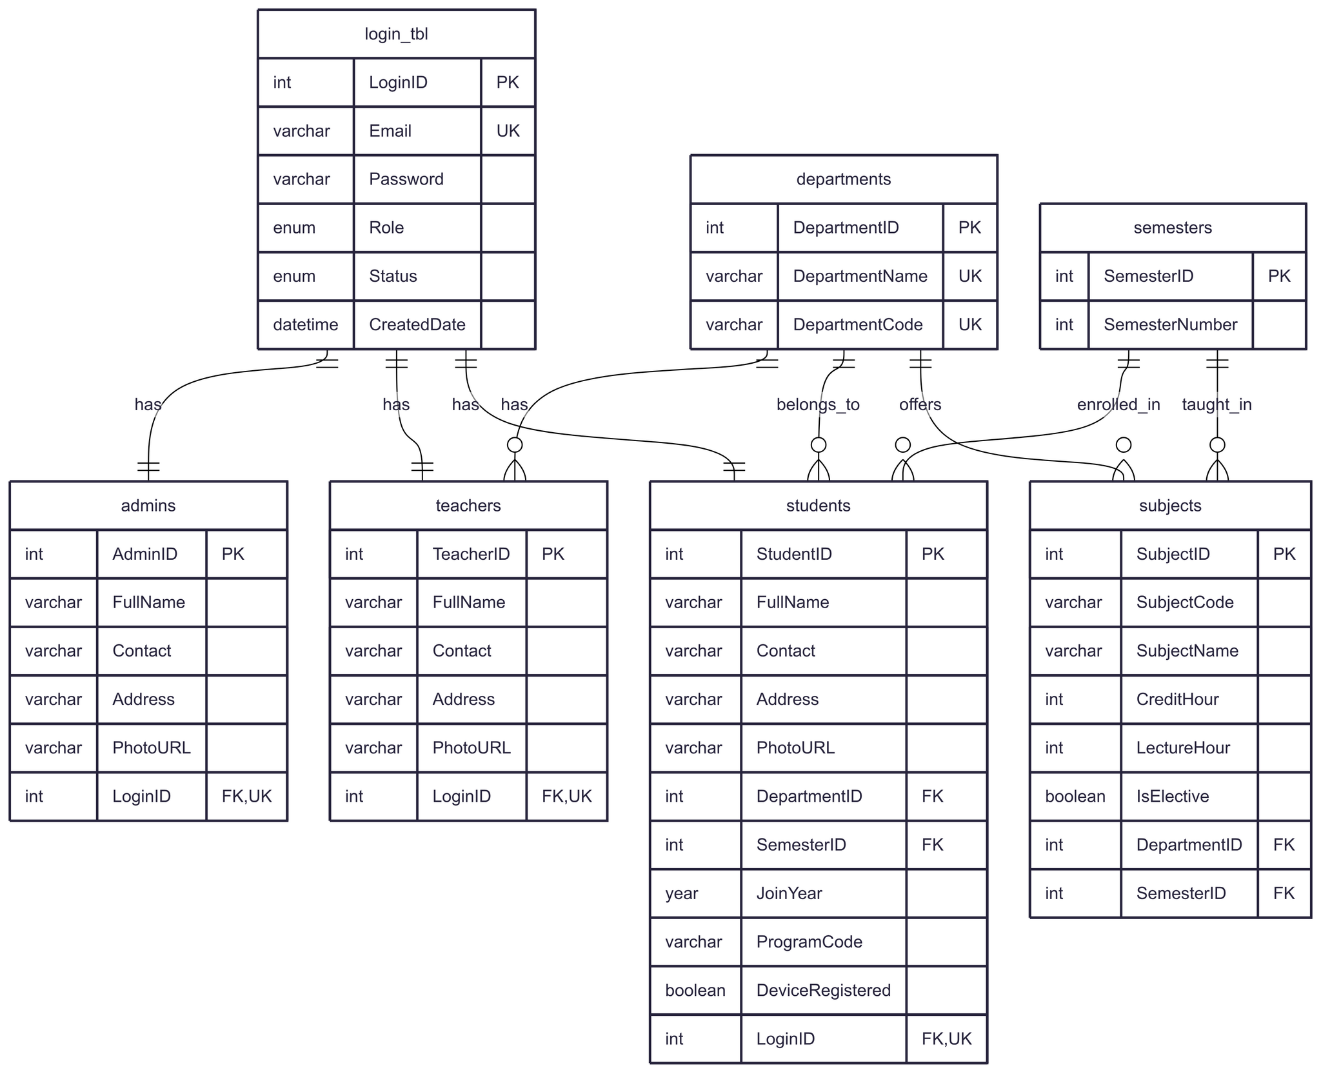 login_tbl
int LoginID PK
varchar Email UK
varchar Password
enum Role
enum Status
datetime CreatedDate
departments
int DepartmentID PK
varchar DepartmentName UK
varchar DepartmentCode UK
semesters
int SemesterID PK
int SemesterNumber
has has has has belongs_to offers enrolled_in taught_in
admins
int AdminID PK
varchar FullName
varchar Contact
varchar Address
varchar PhotoURL
int LoginID FK,UK
teachers
int TeacherID PK
varchar FullName
varchar Contact
varchar Address
varchar PhotoURL
int LoginID FK,UK
students
int StudentID PK
varchar FullName
varchar Contact
varchar Address
varchar PhotoURL
int DepartmentID FK
int SemesterID FK
year JoinYear
varchar ProgramCode
boolean DeviceRegistered
int LoginID FK,UK
subjects
int SubjectID PK
varchar SubjectCode
varchar SubjectName
int CreditHour
int LectureHour
boolean IsElective
int DepartmentID FK
int SemesterID FK